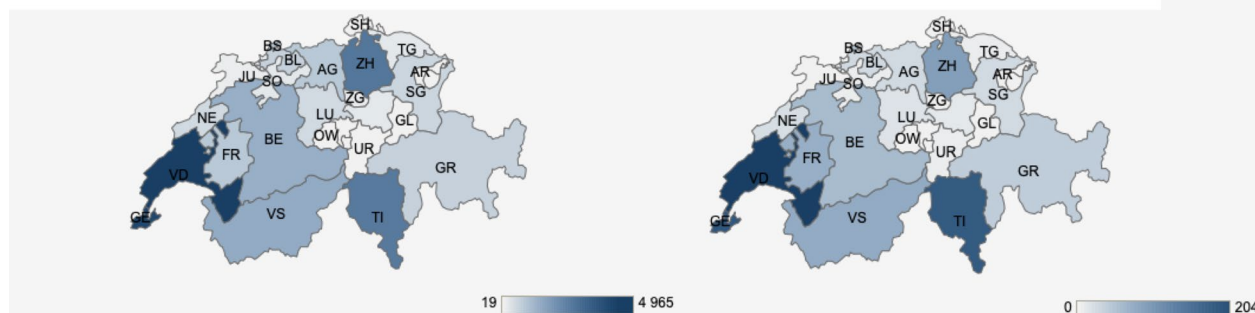 SH
BS
BL
TG
JU
SO
AG
ZH
AR
ZG
SG
NE
LU
GL
BE
OW
FR
UR
GR
VD
GE
VS
TI
19
4 965
SH
BS
BL
TG
JU
SO
AG
ZH
AR
ZG
SG
NE
LU
GL
BE
OW
FR
UR
GR
VD
GE
VS
TI
0
204